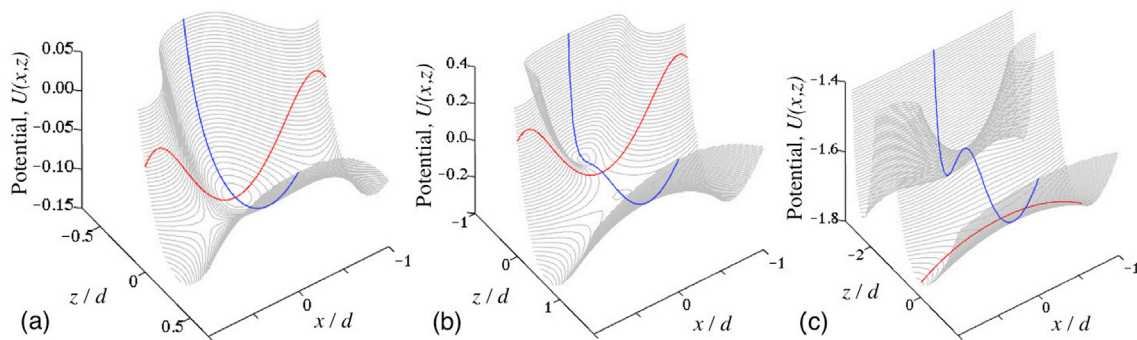 Potential, U(x,z)
0.05
0.00
−0.05
−0.10
−0.15
−0.5
0
0.5
z / d
−1
0
x / d
(a)
Potential, U(x,z)
0.4
0.2
0.0
−0.2
−1
0
1
z / d
−1
0
x / d
(b)
Potential, U(x,z)
−1.4
−1.6
−1.8
−2
0
z / d
−1
0
x / d
(c)